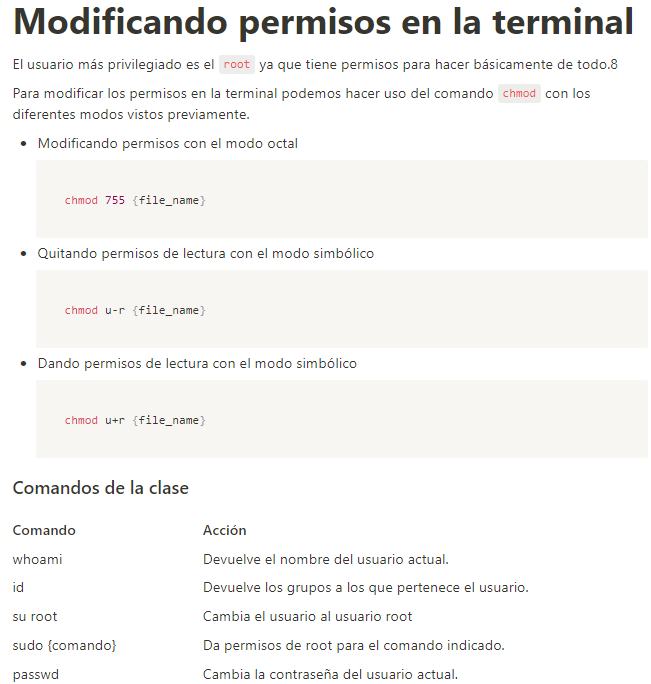 Modificando permisos en la terminal
El usuario más privilegiado es el root ya que tiene permisos para hacer básicamente de todo.8
Para modificar los permisos en la terminal podemos hacer uso del comando chmod con los
diferentes modos vistos previamente.
• Modificando permisos con el modo octal
chmod 755 {file_name}
• Quitando permisos de lectura con el modo simbólico
chmod u-r {file_name}
• Dando permisos de lectura con el modo simbólico
chmod u+r {file_name}
Comandos de la clase
Comando Acción
whoami Devuelve el nombre del usuario actual.
id Devuelve los grupos a los que pertenece el usuario.
su root Cambia el usuario al usuario root
sudo {comando} Da permisos de root para el comando indicado.
passwd Cambia la contraseña del usuario actual.